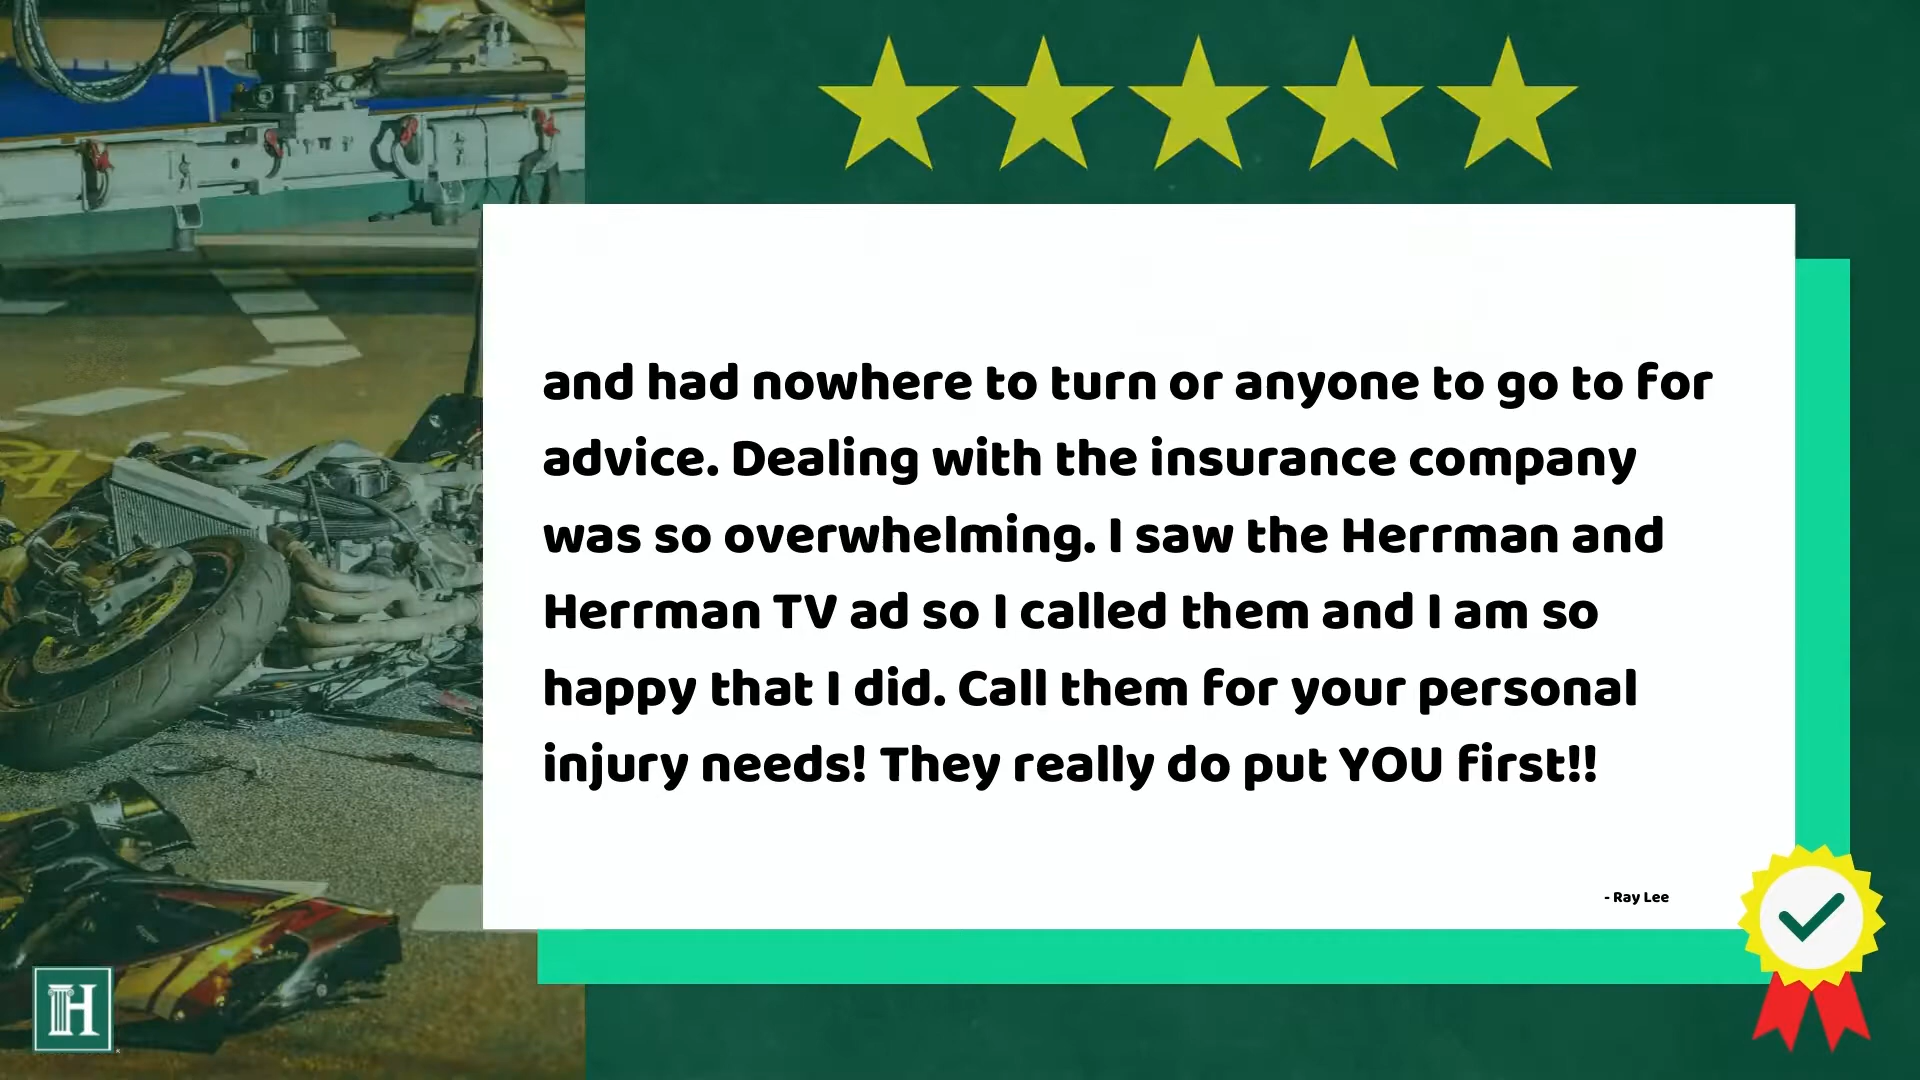 and had nowhere to turn or anyone to go to for
advice. Dealing with the insurance company
was so overwhelming. I saw the Herrman and
Herrman TV ad so I called them and I am so
happy that I did. Call them for your personal
injury needs! They really do put YOU first!!
- Ray Lee
H